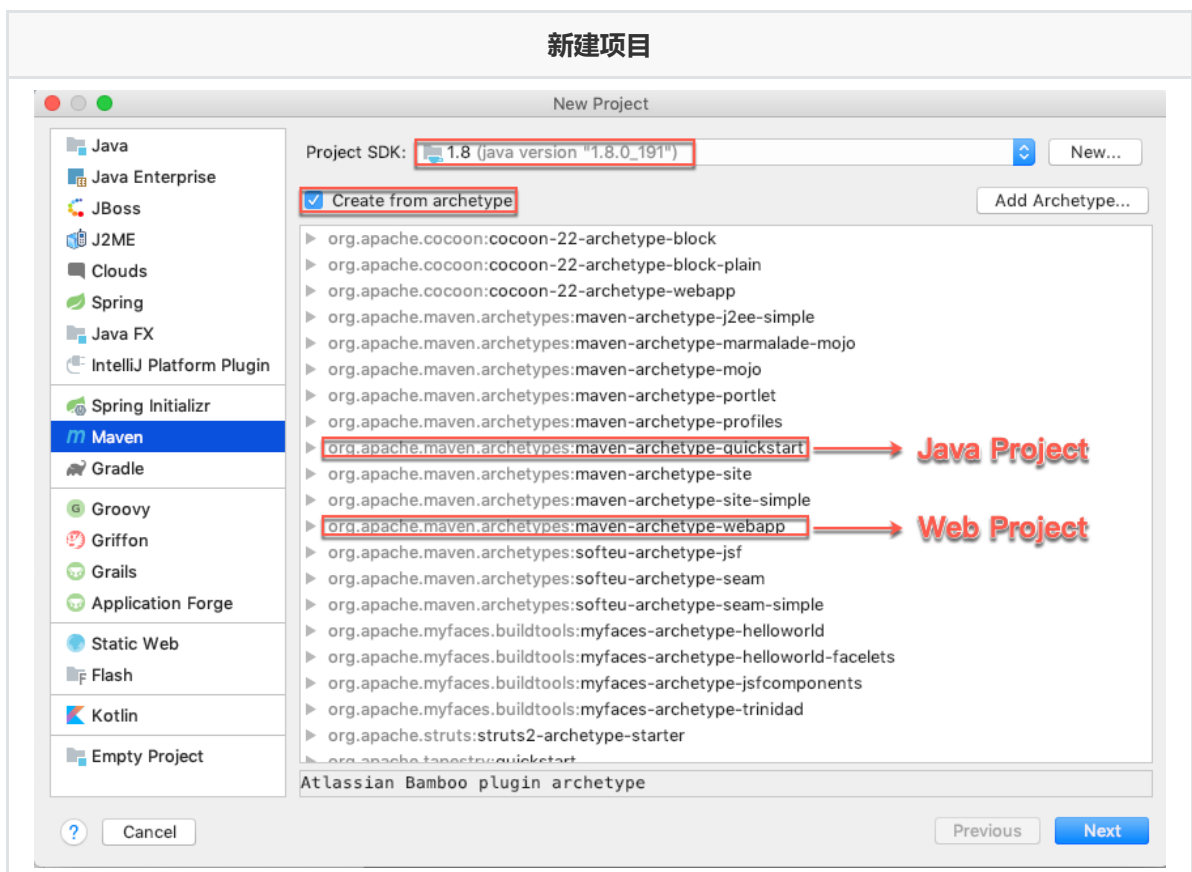 新建项目
New Project
Java
Java Enterprise
JBoss
J2ME
Clouds
Spring
Java FX
IntelliJ Platform Plugin
Spring Initializr
Maven
Gradle
Groovy
Griffon
Grails
Application Forge
Static Web
Flash
Kotlin
Empty Project
Project SDK: 1.8 (java version "1.8.0_191") New...
Create from archetype Add Archetype...
org.apache.cocoon:cocoon-22-archetype-block
org.apache.cocoon:cocoon-22-archetype-block-plain
org.apache.cocoon:cocoon-22-archetype-webapp
org.apache.maven.archetypes:maven-archetype-j2ee-simple
org.apache.maven.archetypes:maven-archetype-marmalade-mojo
org.apache.maven.archetypes:maven-archetype-mojo
org.apache.maven.archetypes:maven-archetype-portlet
org.apache.maven.archetypes:maven-archetype-profiles
org.apache.maven.archetypes:maven-archetype-quickstart Java Project
org.apache.maven.archetypes:maven-archetype-site
org.apache.maven.archetypes:maven-archetype-site-simple
org.apache.maven.archetypes:maven-archetype-webapp Web Project
org.apache.maven.archetypes:softeu-archetype-jsf
org.apache.maven.archetypes:softeu-archetype-seam
org.apache.maven.archetypes:softeu-archetype-seam-simple
org.apache.myfaces.buildtools:myfaces-archetype-helloworld
org.apache.myfaces.buildtools:myfaces-archetype-helloworld-facelets
org.apache.myfaces.buildtools:myfaces-archetype-jsfcomponents
org.apache.myfaces.buildtools:myfaces-archetype-trinidad
org.apache.struts:struts2-archetype-starter
org.apache.tapestry:quickstart
Atlassian Bamboo plugin archetype
? Cancel Previous Next